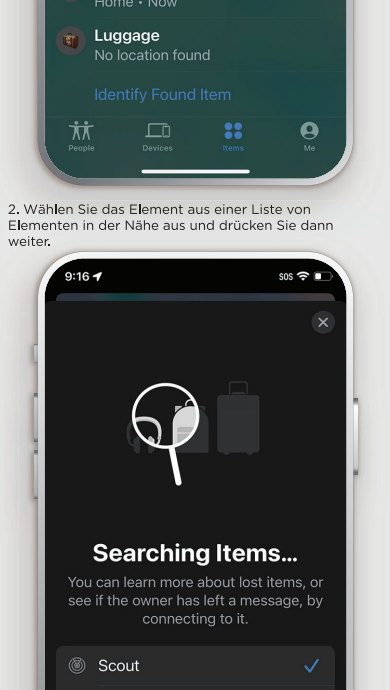 Home • Now
Luggage
No location found
Identify Found Item
People Devices Items Me
2. Wählen Sie das Element aus einer Liste von
Elementen in der Nähe aus und drücken Sie dann
weiter.
9:16 SOS
Searching Items...
You can learn more about lost items, or
see if the owner has left a message, by
connecting to it.
Scout